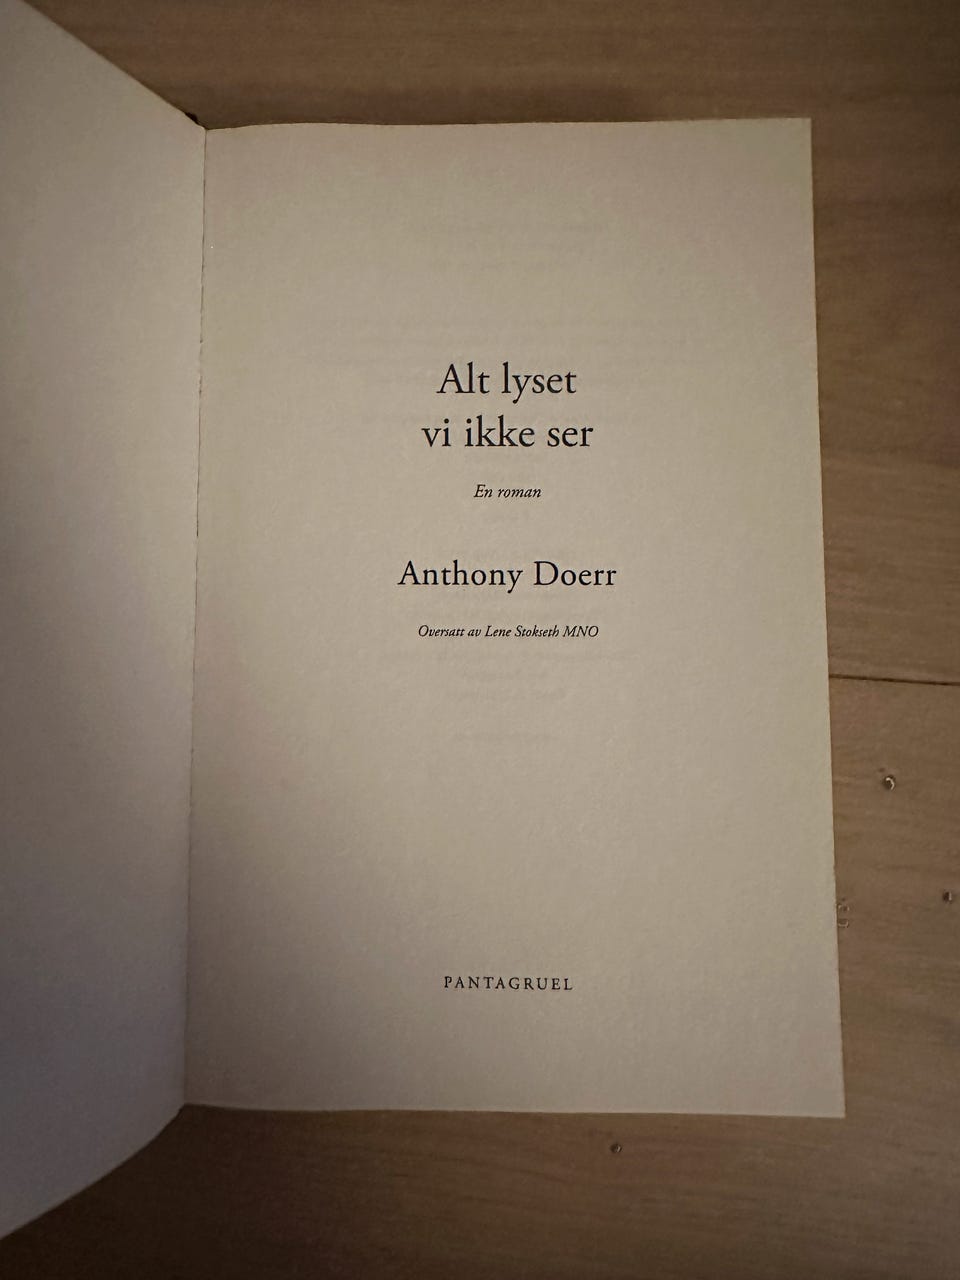 Alt lyset
vi ikke ser
En roman
Anthony Doerr
Oversatt av Lene Stokseth MNO
PANTAGRUEL